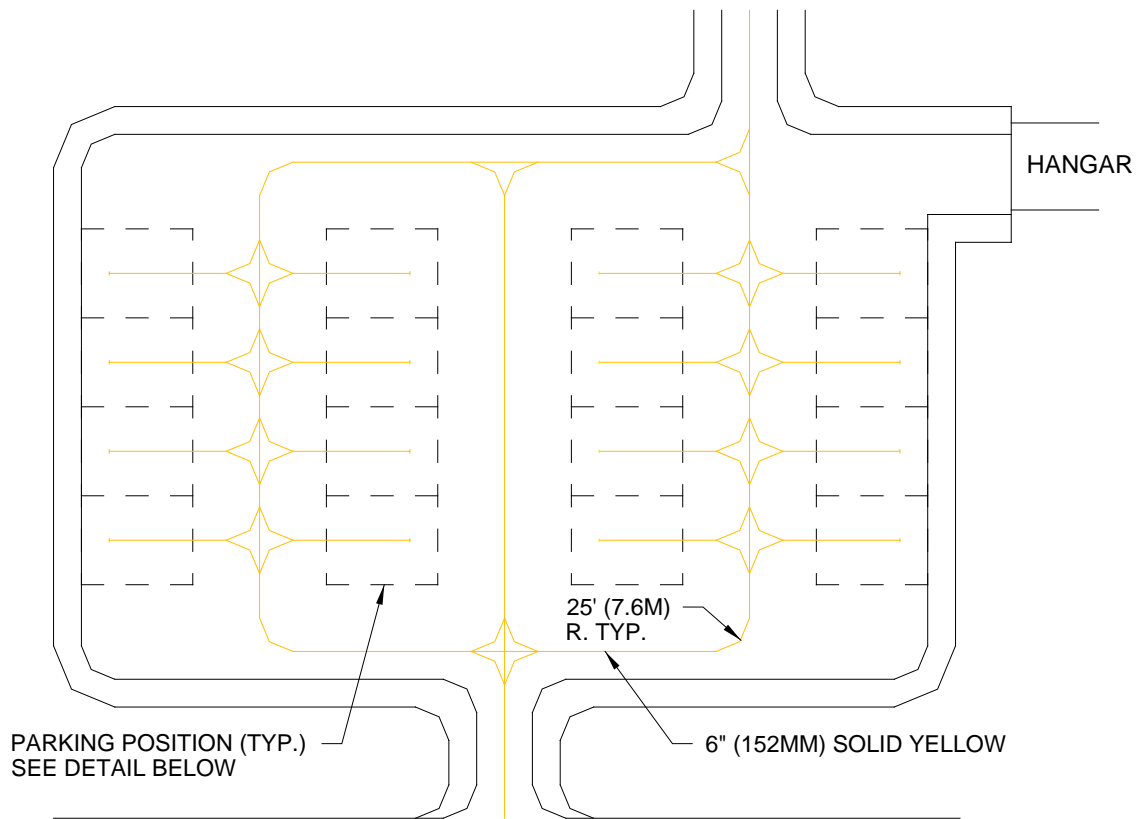 HANGAR
25' (7.6M)
R. TYP.
PARKING POSITION (TYP.)
SEE DETAIL BELOW
6" (152MM) SOLID YELLOW